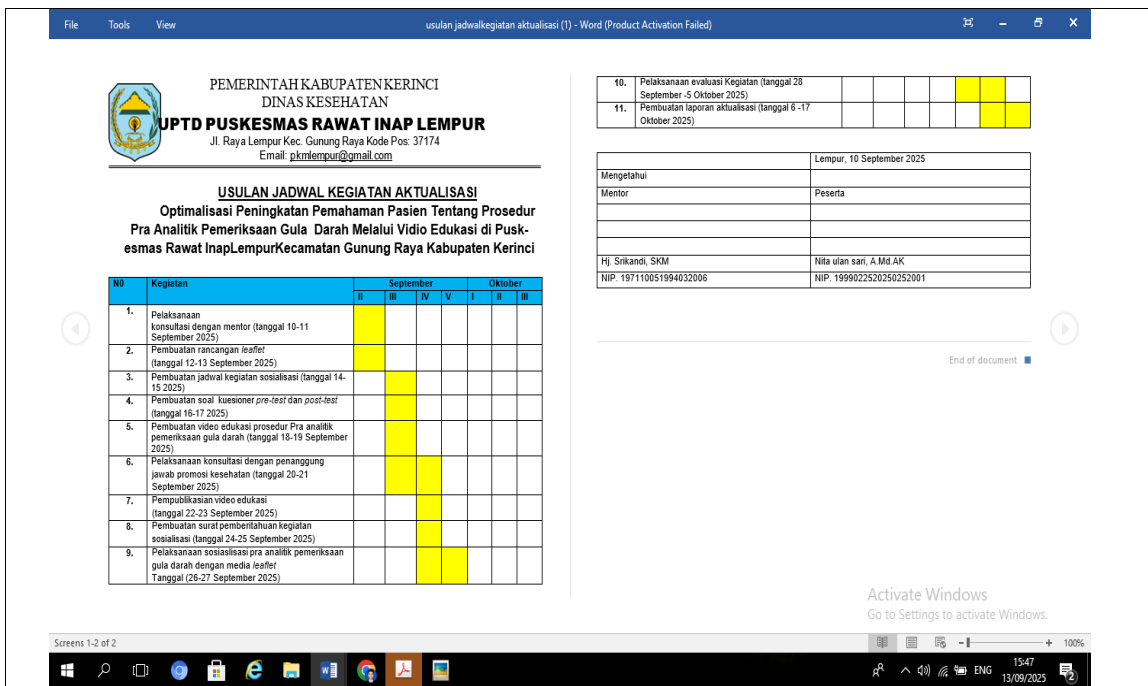 File Tools View usulan jadwalkegiatan aktualisasi (1) - Word (Product Activation Failed)
PEMERINTAH KABUPATEN KERINCI
DINAS KESEHATAN
UPTD PUSKESMAS RAWAT INAP LEMPUR
Jl. Raya Lempur Kec. Gunung Raya Kode Pos: 37174
Email: pkmlempur@gmail.com
USULAN JADWAL KEGIATAN AKTUALISASI
Optimalisasi Peningkatan Pemahaman Pasien Tentang Prosedur
Pra Analitik Pemeriksaan Gula Darah Melalui Vidio Edukasi di Pusk-
esmas Rawat InapLempurKecamatan Gunung Raya Kabupaten Kerinci
N0 Kegiatan September Oktober
II III IV V I II III
1. Pelaksanaan
konsultasi dengan mentor (tanggal 10-11
September 2025)
2. Pembuatan rancangan leaflet
(tanggal 12-13 September 2025)
3. Pembuatan jadwal kegiatan sosialisasi (tanggal 14-
15 2025)
4. Pembuatan soal kuesioner pre-test dan post-test
(tanggal 16-17 2025)
5. Pembuatan video edukasi prosedur Pra analitik
pemeriksaan gula darah (tanggal 18-19 September
2025)
6. Pelaksanaan konsultasi dengan penanggung
jawab promosi kesehatan (tanggal 20-21
September 2025)
7. Pempublikasian video edukasi
(tanggal 22-23 September 2025)
8. Pembuatan surat pemberitahuan kegiatan
sosialisasi (tanggal 24-25 September 2025)
9. Pelaksanaan sosiaslisasi pra analitik pemeriksaan
gula darah dengan media leaflet
Tanggal (26-27 September 2025)
10. Pelaksanaan evaluasi Kegiatan (tanggal 28
September -5 Oktober 2025)
11. Pembuatan laporan aktualisasi (tanggal 6 -17
Oktober 2025)
Lempur, 10 September 2025
Mengetahui
Mentor Peserta
Hj. Srikandi, SKM Nita ulan sari, A.Md.AK
NIP. 197110051994032006 NIP. 1999022520250252001
End of document
Activate Windows
Go to Settings to activate Windows.
Screens 1-2 of 2 100%
ENG 15:47
13/09/2025 2